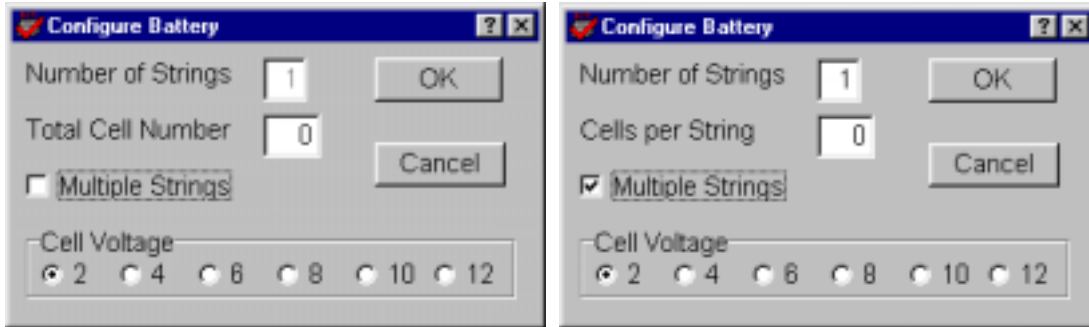 Configure Battery
Number of Strings 1 OK
Total Cell Number 0
Cancel
Multiple Strings
Cell Voltage
2 4 6 8 10 12
Configure Battery
Number of Strings 1 OK
Cells per String 0
Cancel
Multiple Strings
Cell Voltage
2 4 6 8 10 12